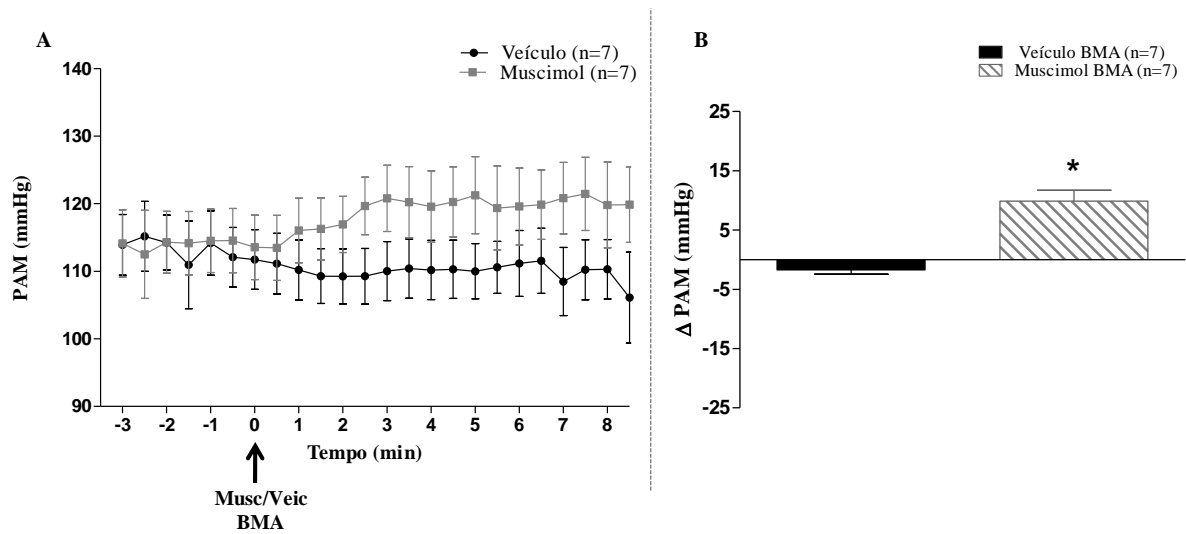 A
Veículo (n=7)
Muscimol (n=7)
140
130
120
110
100
90
PAM (mmHg)
-3 -2 -1 0 1 2 3 4 5 6 7 8
Tempo (min)
Musc/Veic
BMA
B
Veículo BMA (n=7)
Muscimol BMA (n=7)
25
15
5
-5
-15
-25
Δ PAM (mmHg)
*